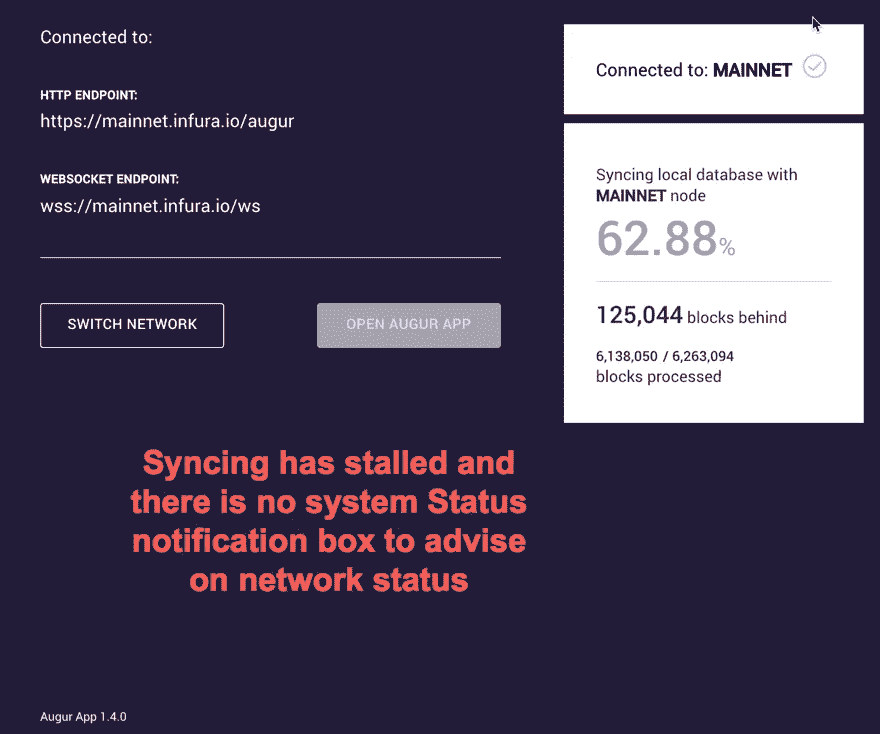 Connected to:
HTTP ENDPOINT:
https://mainnet.infura.io/augur
WEBSOCKET ENDPOINT:
wss://mainnet.infura.io/ws
SWITCH NETWORK
OPEN AUGUR APP
Connected to: MAINNET
Syncing local database with
MAINNET node
62.88%
125,044 blocks behind
6,138,050 / 6,263,094
blocks processed
Syncing has stalled and
there is no system Status
notification box to advise
on network status
Augur App 1.4.0